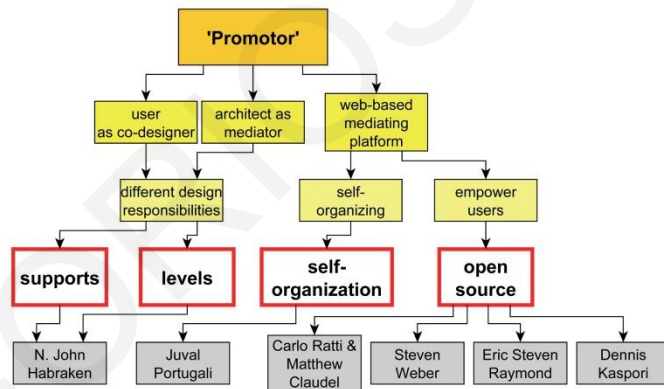 'Promotor'
user
as co-designer
architect as
mediator
web-based
mediating
platform
different design
responsibilities
self-
organizing
empower
users
supports
levels
self-
organization
open
source
N. John
Habraken
Juval
Portugali
Carlo Ratti &
Matthew
Claudel
Steven
Weber
Eric Steven
Raymond
Dennis
Kaspori